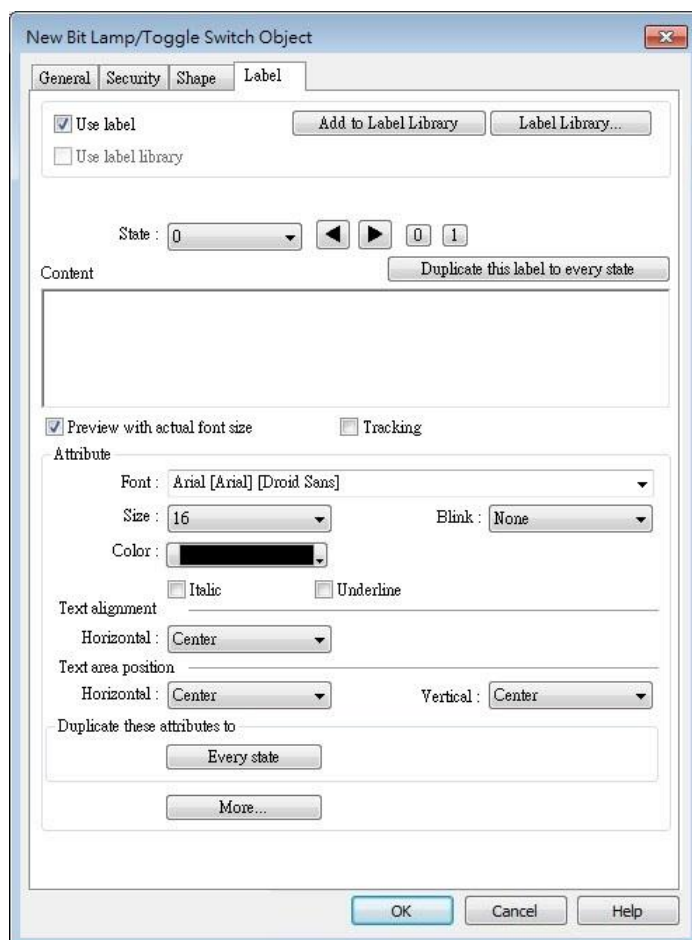 New Bit Lamp/Toggle Switch Object
General Security Shape Label
Use label Add to Label Library Label Library...
Use label library
State : 0 0 1
Content Duplicate this label to every state
Preview with actual font size Tracking
Attribute
Font : Arial [Arial] [Droid Sans]
Size : 16 Blink : None
Color :
Italic Underline
Text alignment
Horizontal : Center
Text area position
Horizontal : Center Vertical : Center
Duplicate these attributes to
Every state
More...
OK Cancel Help